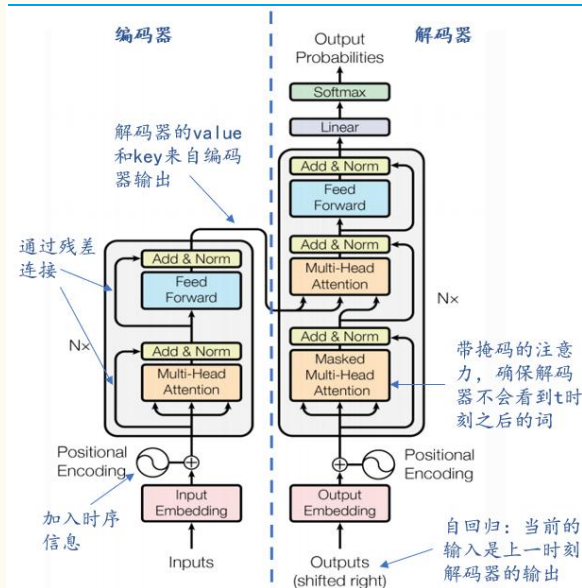 编码器
解码器
Output
Probabilities
Softmax
Linear
解码器的value
和key来自编码
器输出
Add & Norm
Feed
Forward
Add & Norm
Multi-Head
Attention
N×
Add & Norm
Masked
Multi-Head
Attention
通过残差
连接
Add & Norm
Feed
Forward
N×
Add & Norm
Multi-Head
Attention
带掩码的注意
力,确保解码
器不会看到t时
刻之后的词
Positional
Encoding
Positional
Encoding
加入时序
信息
Input
Embedding
Output
Embedding
Inputs
Outputs
(shifted right)
自回归:当前的
输入是上一时刻
解码器的输出